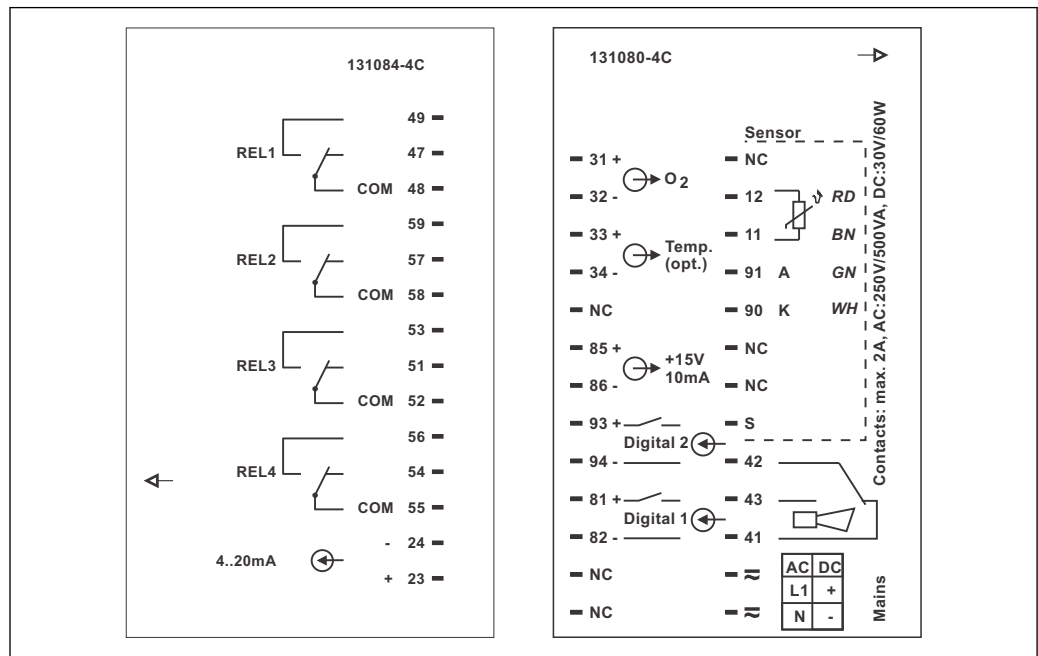 131084-4C
49
REL1
47
COM 48
59
REL2
57
COM 58
53
REL3
51
COM 52
56
REL4
54
COM 55
- 24
4..20mA
+ 23
131080-4C
31 +
O2
32 -
33 +
Temp.
(opt.)
34 -
NC
85 +
+15V
10mA
86 -
93 +
Digital 2
94 -
81 +
Digital 1
82 -
NC
NC
Sensor
NC
12 RD
11 BN
91 A GN
90 K WH
NC
NC
S
42
43
41
AC DC
L1 +
N -
Contacts: max. 2A, AC:250V/500VA, DC:30V/60W
Mains